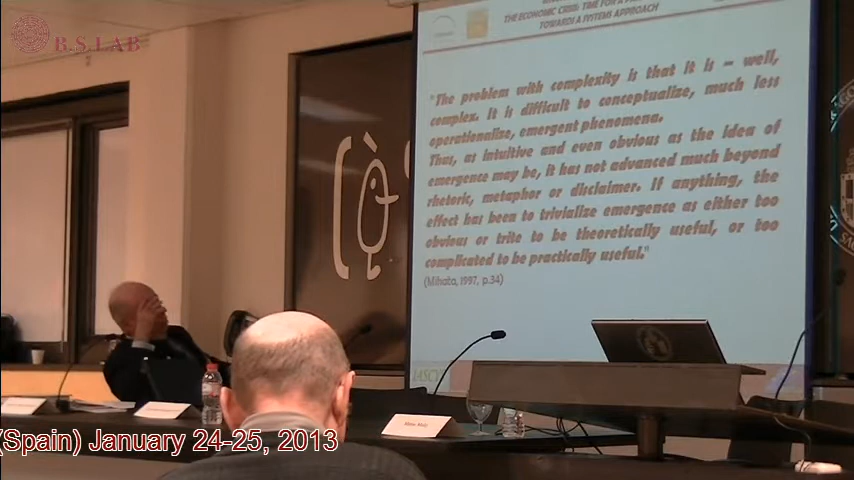 B.S.LAB
THE ECONOMIC CRISIS: TIME FOR A
TOWARD A SYSTEMS APPROACH
"The problem with complexity is that it is – well,
complex. It is difficult to conceptualize, much less
operationalize, emergent phenomena.
Thus, as intuitive and even obvious as the idea of
emergence may be, it has not advanced much beyond
rhetoric, metaphor or disclaimer. If anything, the
effect has been to trivialize emergence as either too
obvious or trite to be theoretically useful, or too
complicated to be practically useful."
(Mihata, 1997, p.34)
(Spain) January 24-25, 2013